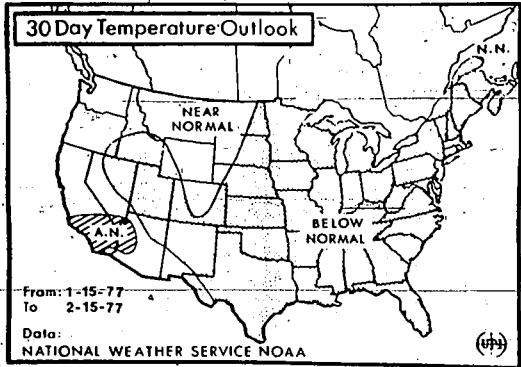 30 Day Temperature Outlook
N.N.
NEAR
NORMAL
A.N.
BELOW
NORMAL
From: 1-15-77
To 2-15-77
Data:
NATIONAL WEATHER SERVICE NOAA
UPI